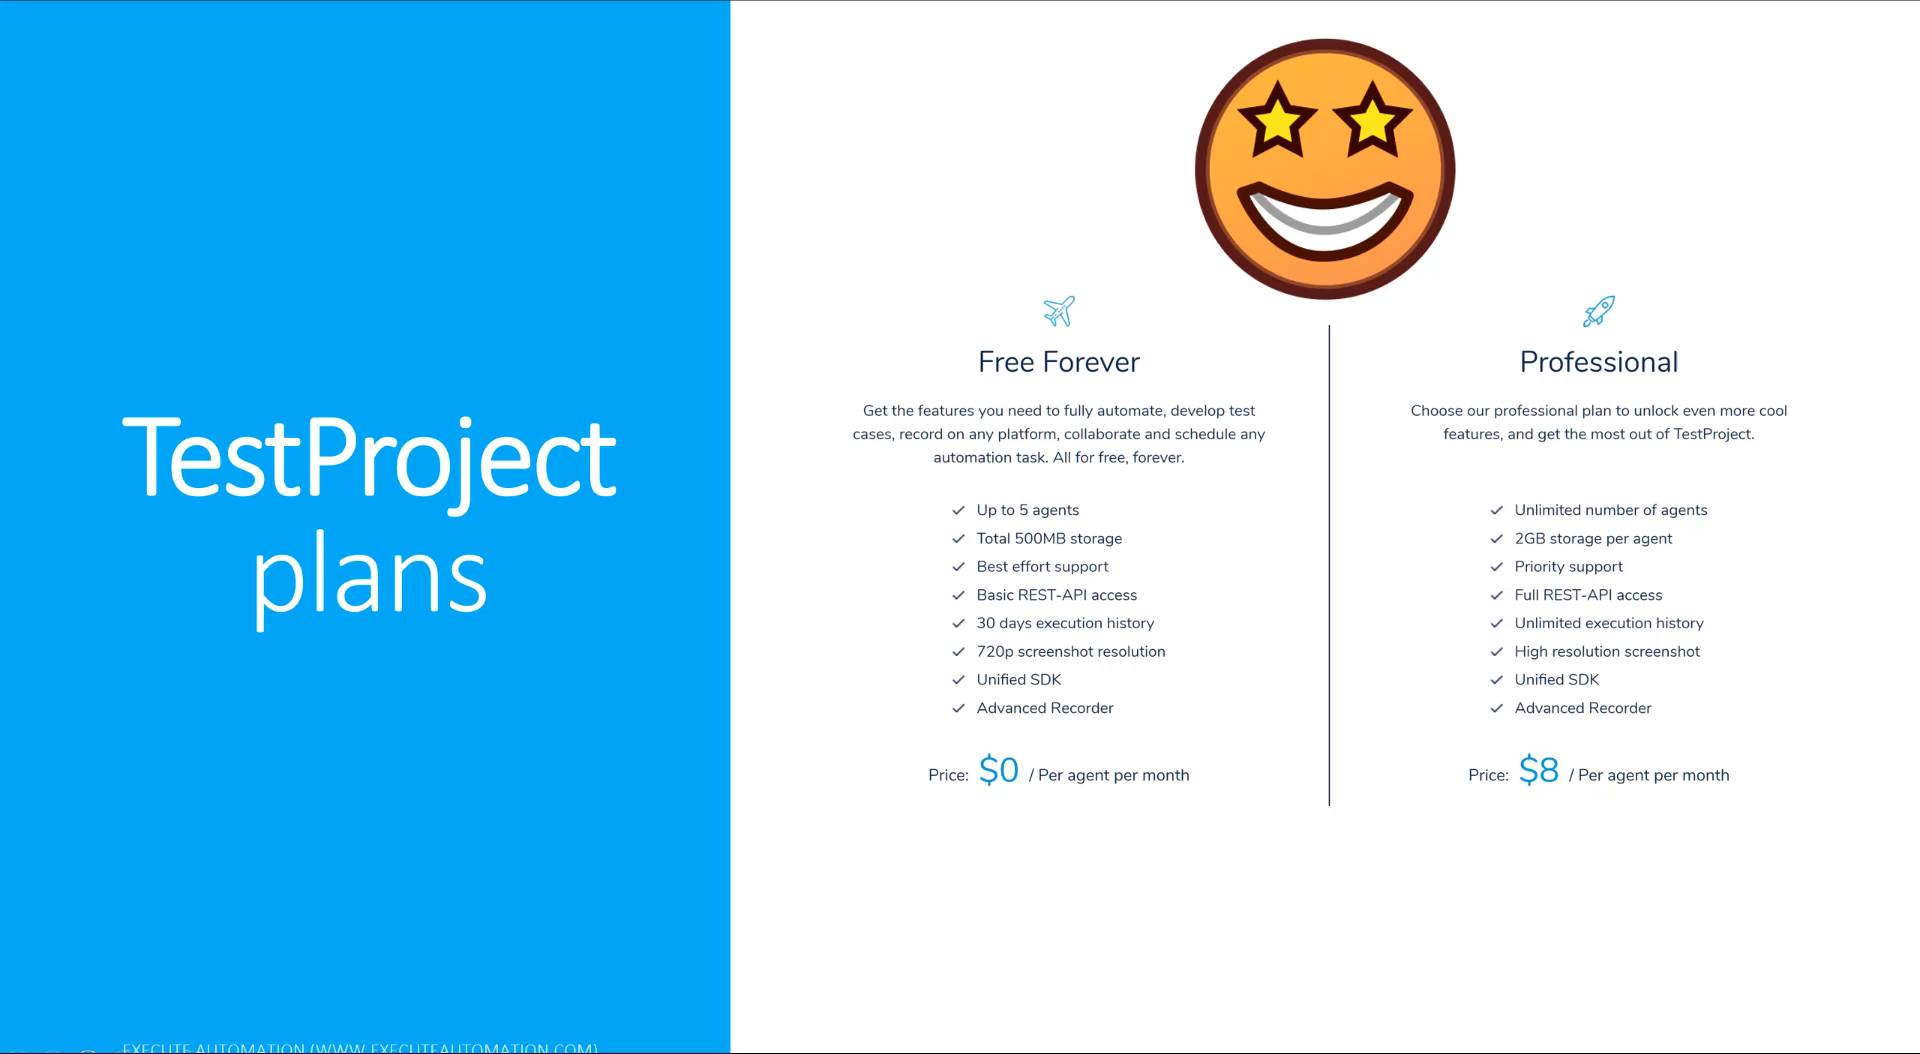 TestProject
plans
EXECUTE AUTOMATION (WWW.EXECUTEAUTOMATION.COM)
Free Forever
Get the features you need to fully automate, develop test
cases, record on any platform, collaborate and schedule any
automation task. All for free, forever.
Up to 5 agents
Total 500MB storage
Best effort support
Basic REST-API access
30 days execution history
720p screenshot resolution
Unified SDK
Advanced Recorder
Price: $0 / Per agent per month
Professional
Choose our professional plan to unlock even more cool
features, and get the most out of TestProject.
Unlimited number of agents
2GB storage per agent
Priority support
Full REST-API access
Unlimited execution history
High resolution screenshot
Unified SDK
Advanced Recorder
Price: $8 / Per agent per month